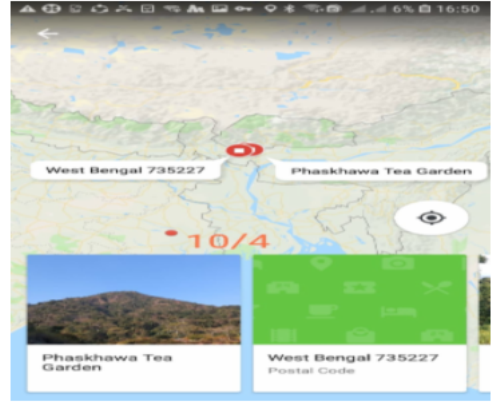 6% 16:50
West Bengal 735227
Phaskhawa Tea Garden
10/4
Phaskhawa Tea
Garden
West Bengal 735227
Postal Code